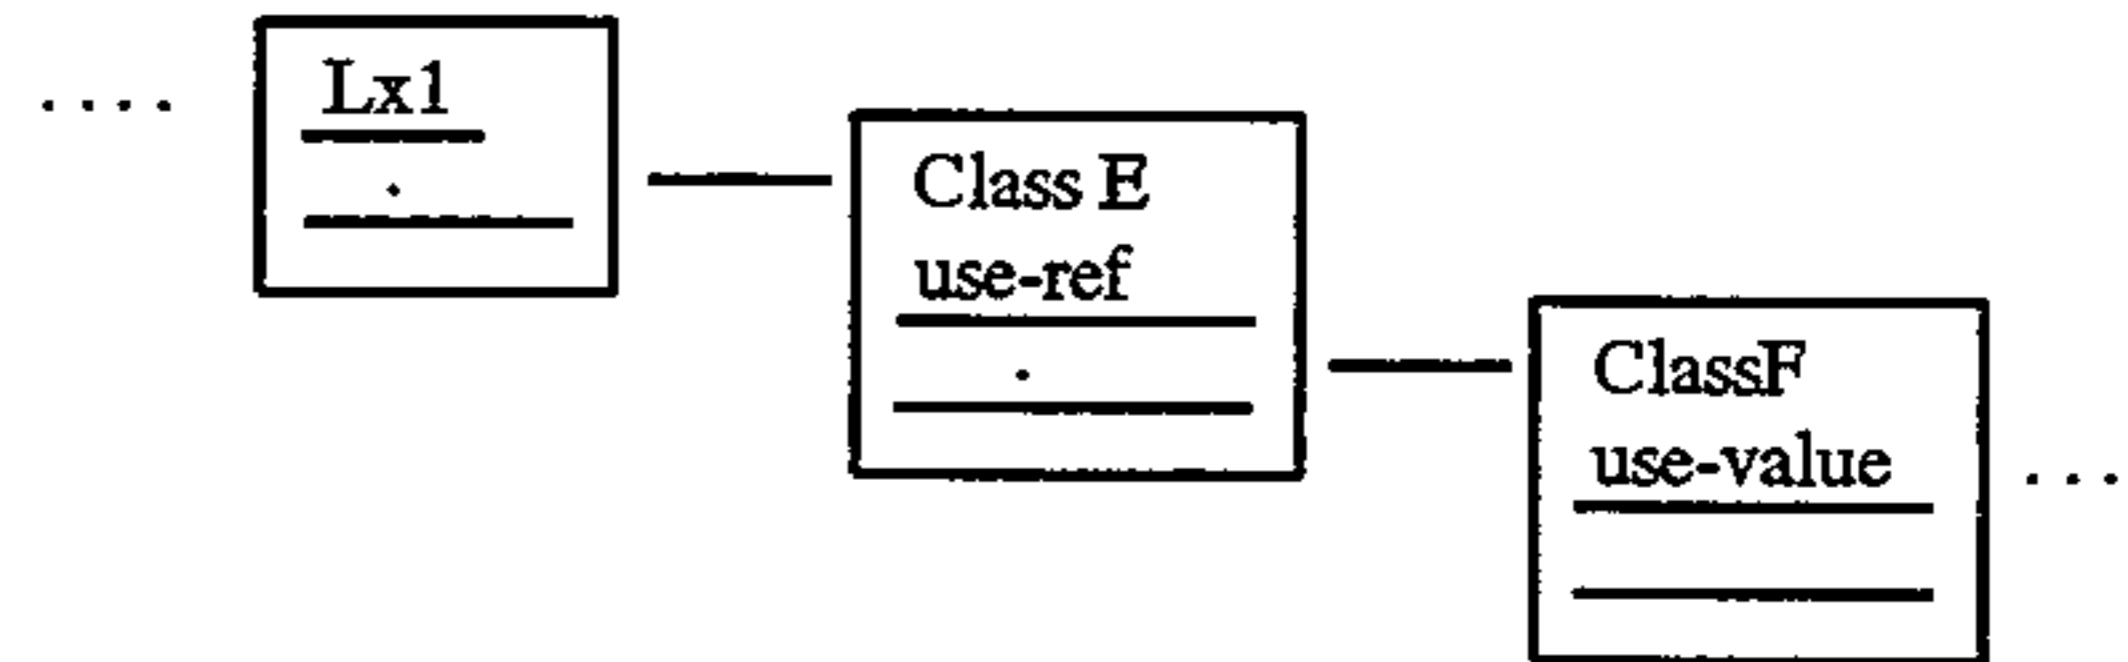 ....
Lx1
.
Class E
use-ref
.
ClassF
use-value
...